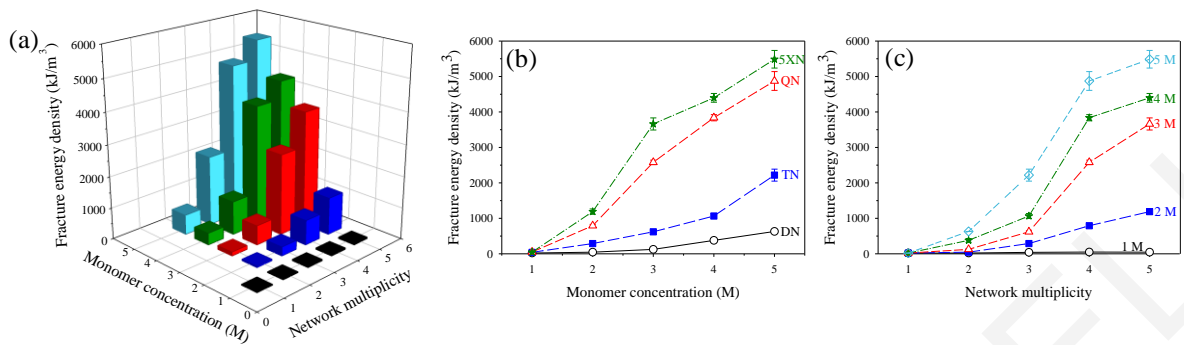 (a)
Fracture energy density (kJ/m³)
6000
5000
4000
3000
2000
1000
0
5
4
3
2
1
0
Monomer concentration (M)
0
1
2
3
4
5
6
Network multiplicity
(b)
Fracture energy density (kJ/m³)
6000
5000
4000
3000
2000
1000
0
5XN
QN
TN
DN
1 2 3 4 5
Monomer concentration (M)
(c)
Fracture energy density (kJ/m³)
6000
5000
4000
3000
2000
1000
0
5 M
4 M
3 M
2 M
1 M
1 2 3 4 5
Network multiplicity